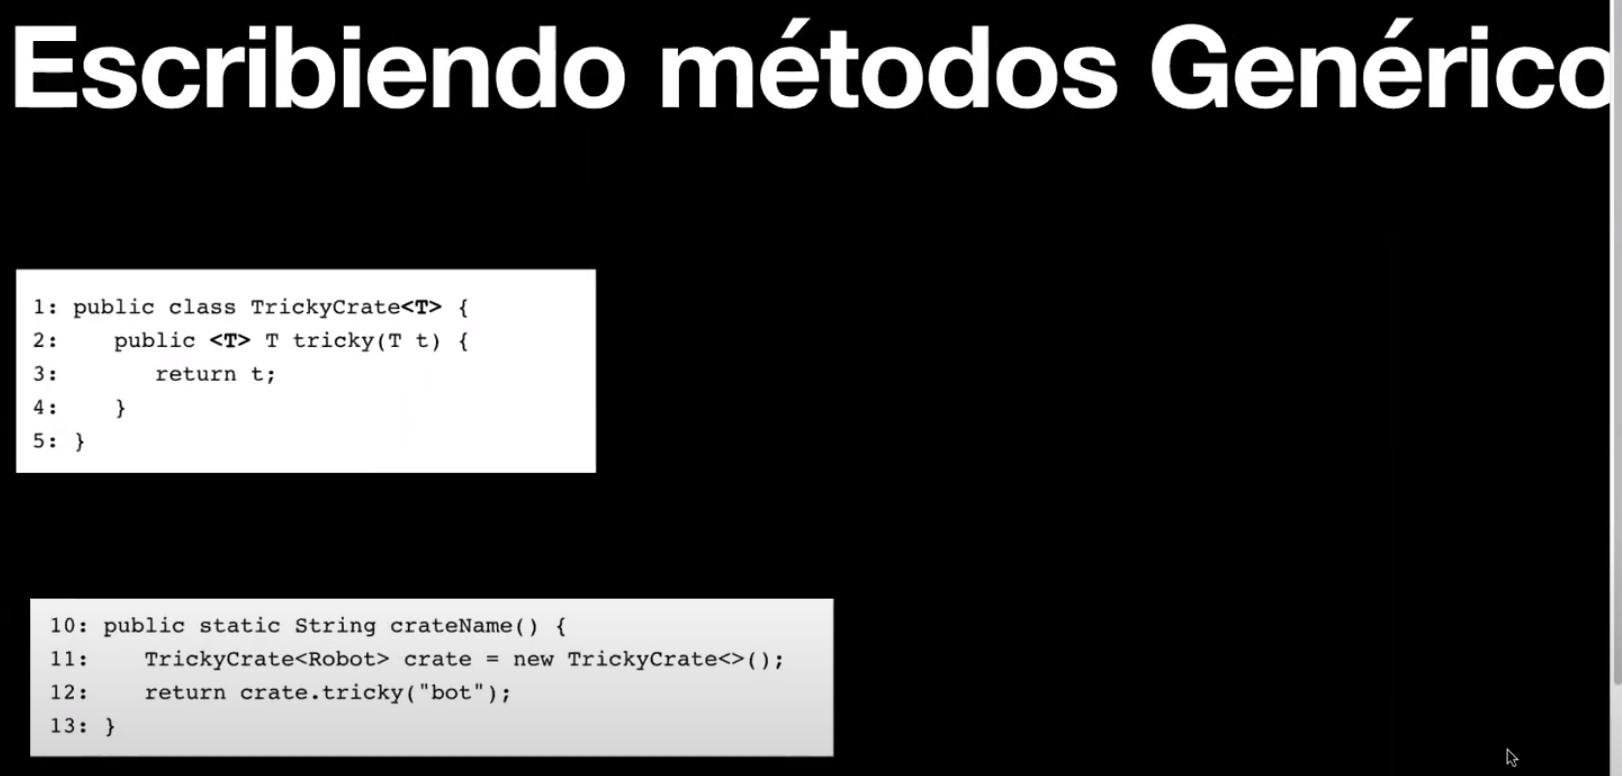 Escribiendo métodos Genérico
1: public class TrickyCrate<T> {
2:    public <T> T tricky(T t) {
3:       return t;
4:    }
5: }
10: public static String crateName() {
11:    TrickyCrate<Robot> crate = new TrickyCrate<>();
12:    return crate.tricky("bot");
13: }